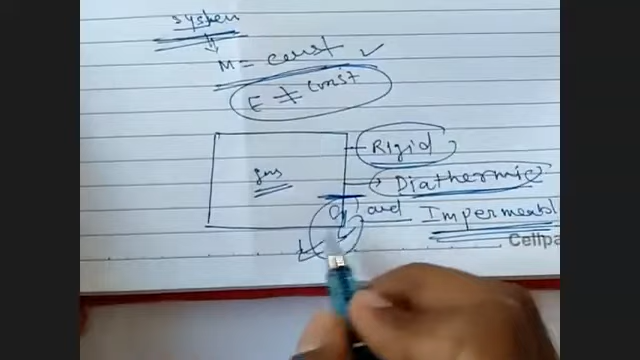 system
M = const ✓
E ≠ const
Rigid
gas
Diathermic
and Impermeabl
Cellpa